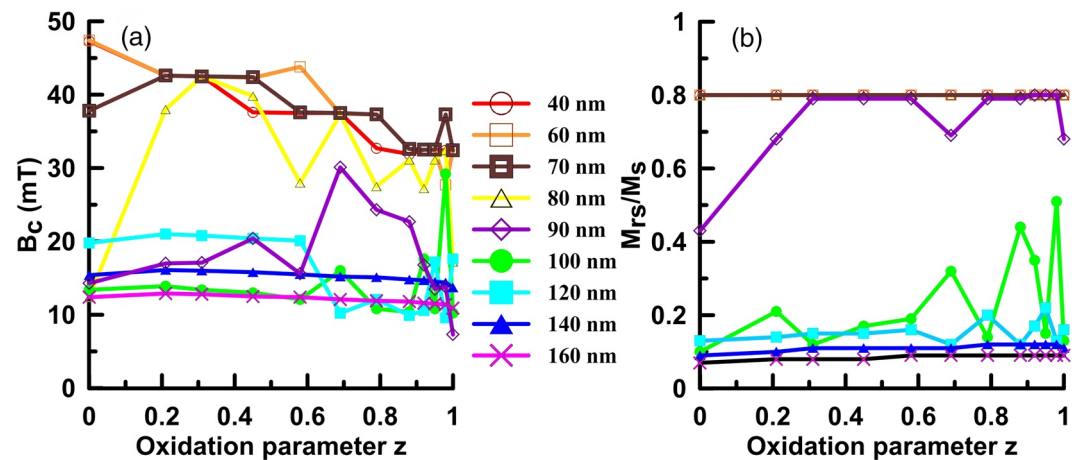 (a)
50
40
30
20
10
0
B_c (mT)
0 0.2 0.4 0.6 0.8 1
Oxidation parameter z
40 nm
60 nm
70 nm
80 nm
90 nm
100 nm
120 nm
140 nm
160 nm
(b)
1
0.8
0.6
0.4
0.2
0
M_rs/M_s
0 0.2 0.4 0.6 0.8 1
Oxidation parameter z